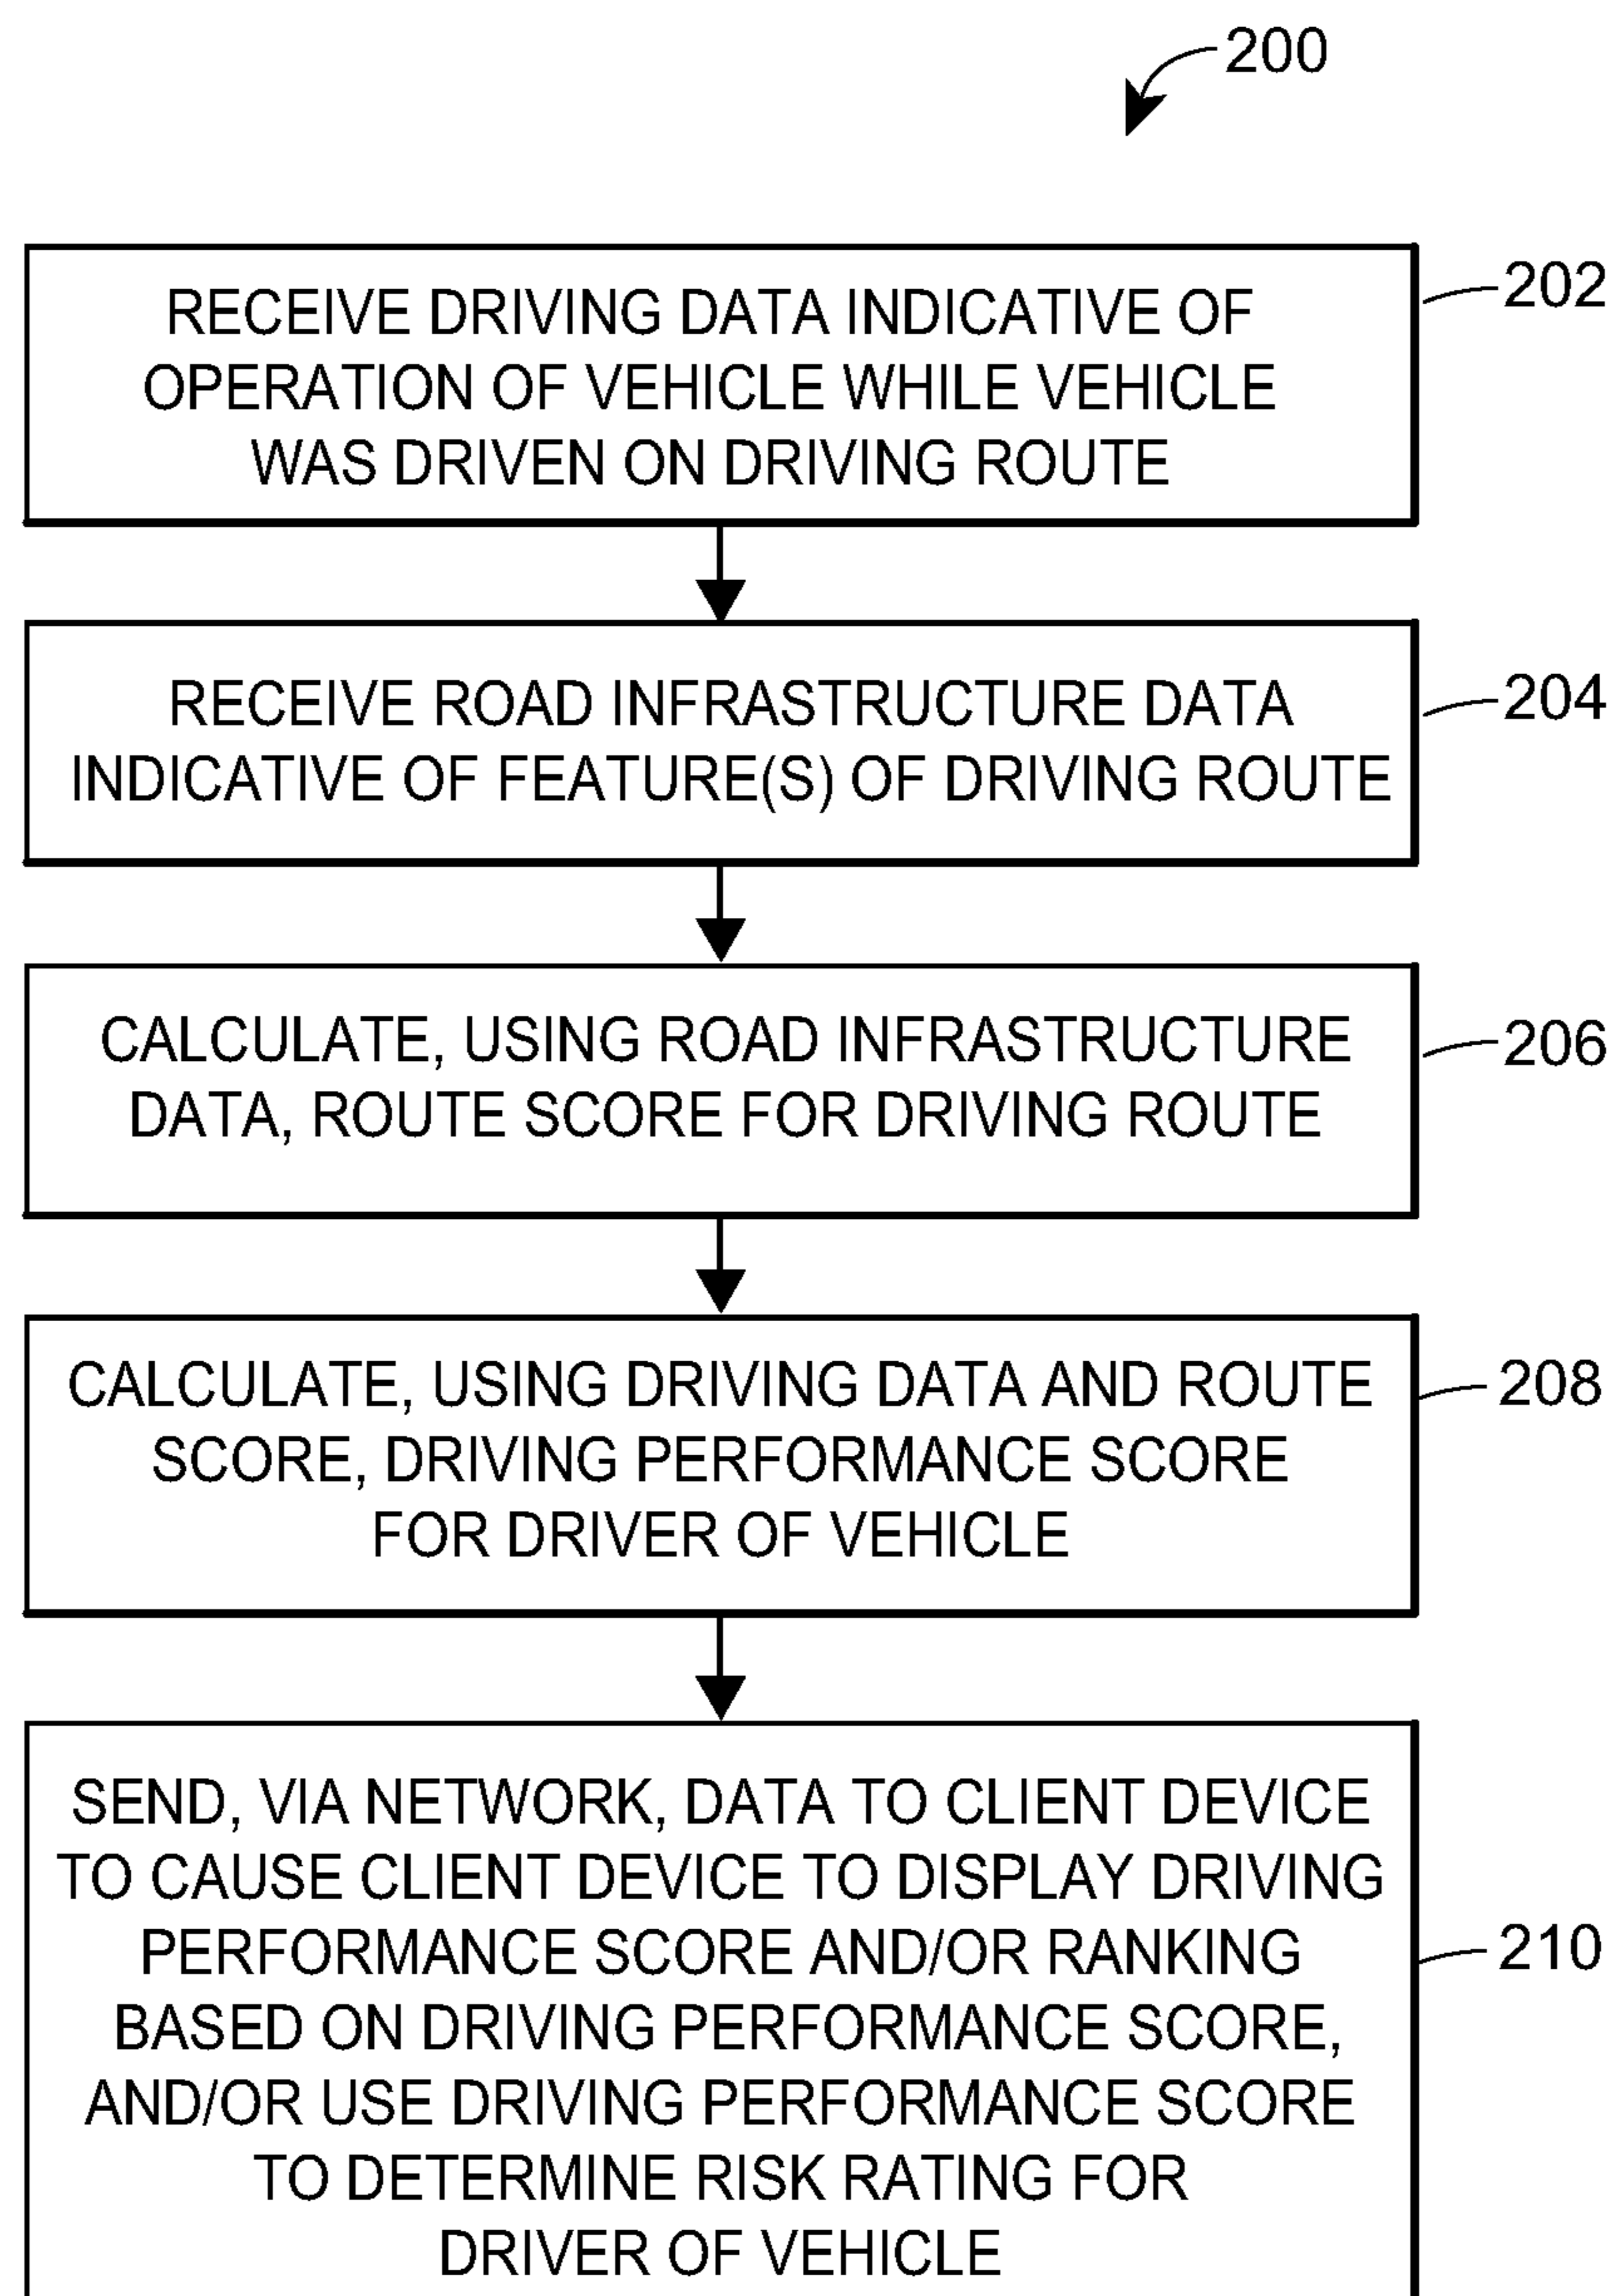 200
RECEIVE DRIVING DATA INDICATIVE OF
OPERATION OF VEHICLE WHILE VEHICLE
WAS DRIVEN ON DRIVING ROUTE
202
RECEIVE ROAD INFRASTRUCTURE DATA
INDICATIVE OF FEATURE(S) OF DRIVING ROUTE
204
CALCULATE, USING ROAD INFRASTRUCTURE
DATA, ROUTE SCORE FOR DRIVING ROUTE
206
CALCULATE, USING DRIVING DATA AND ROUTE
SCORE, DRIVING PERFORMANCE SCORE
FOR DRIVER OF VEHICLE
208
SEND, VIA NETWORK, DATA TO CLIENT DEVICE
TO CAUSE CLIENT DEVICE TO DISPLAY DRIVING
PERFORMANCE SCORE AND/OR RANKING
BASED ON DRIVING PERFORMANCE SCORE,
AND/OR USE DRIVING PERFORMANCE SCORE
TO DETERMINE RISK RATING FOR
DRIVER OF VEHICLE
210